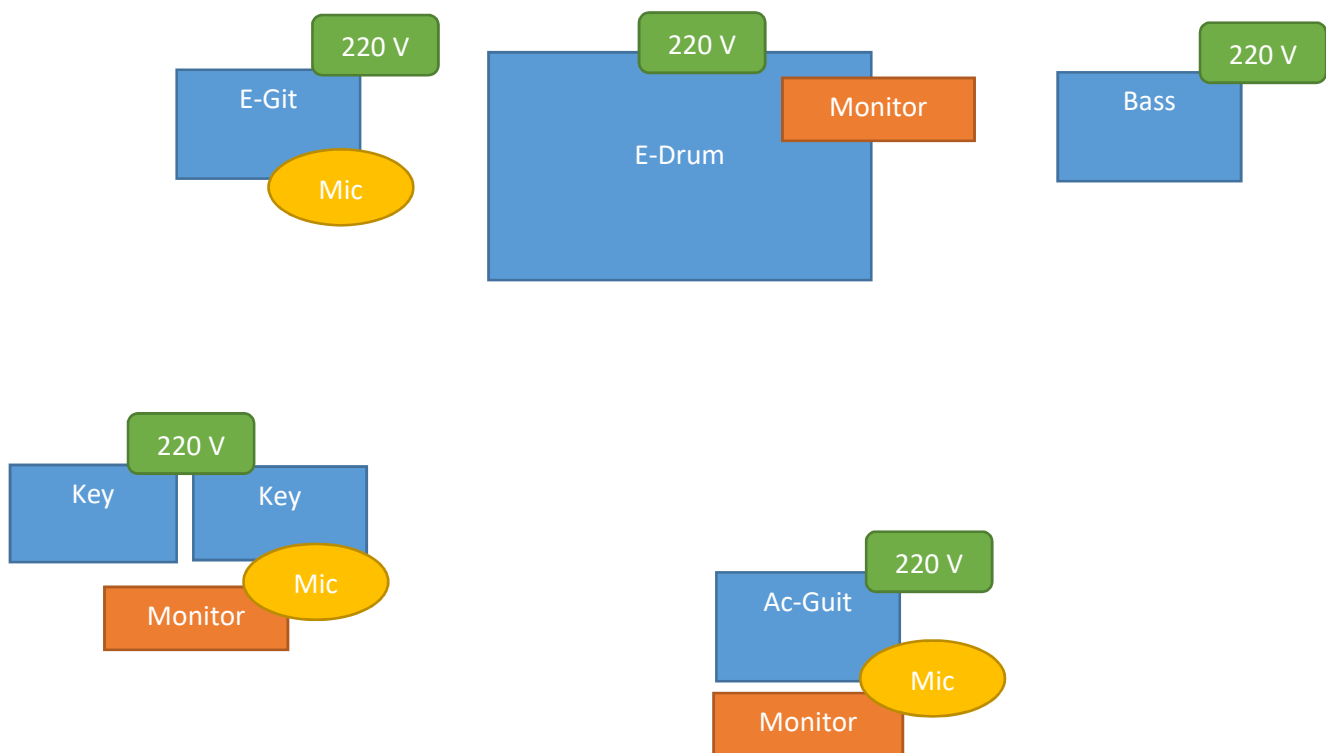 220 V
220 V
220 V
E-Git
Monitor
Bass
E-Drum
Mic
220 V
Key
Key
Mic
Monitor
220 V
Ac-Guit
Mic
Monitor